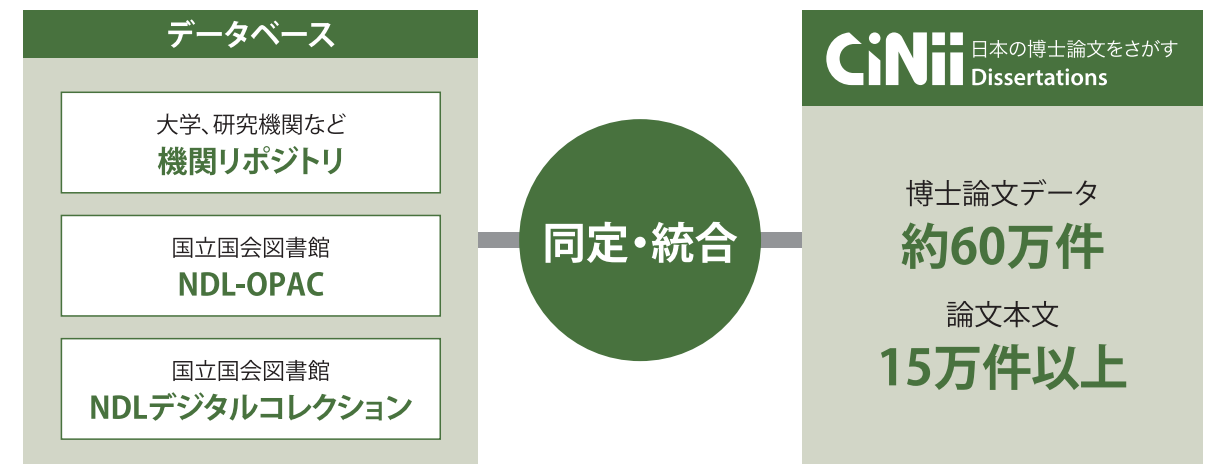 データベース
大学、研究機関など
機関リポジトリ
国立国会図書館
NDL-OPAC
国立国会図書館
NDLデジタルコレクション
同定・統合
CiNii 日本の博士論文をさがす
Dissertations
博士論文データ
約60万件
論文本文
15万件以上